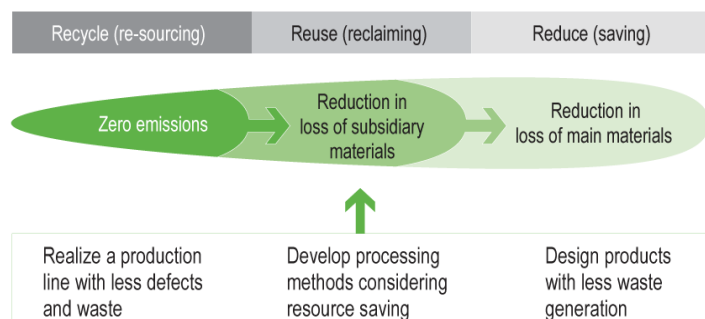 Recycle (re-sourcing)
Reuse (reclaiming)
Reduce (saving)
Zero emissions
Reduction in
loss of subsidiary
materials
Reduction in
loss of main materials
Realize a production
line with less defects
and waste
Develop processing
methods considering
resource saving
Design products
with less waste
generation